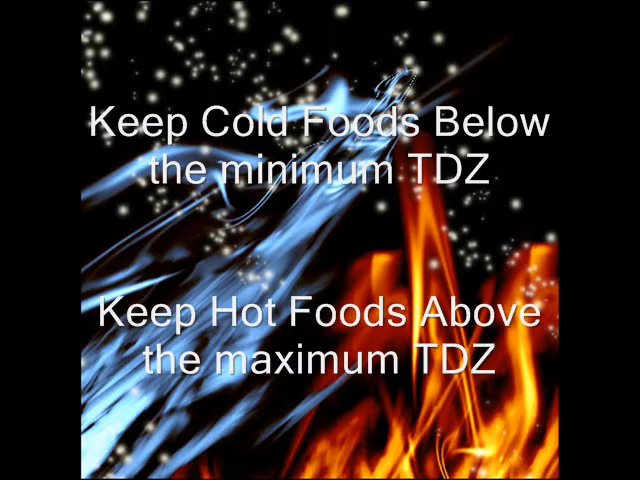 Keep Cold Foods Below
the minimum TDZ
Keep Hot Foods Above
the maximum TDZ